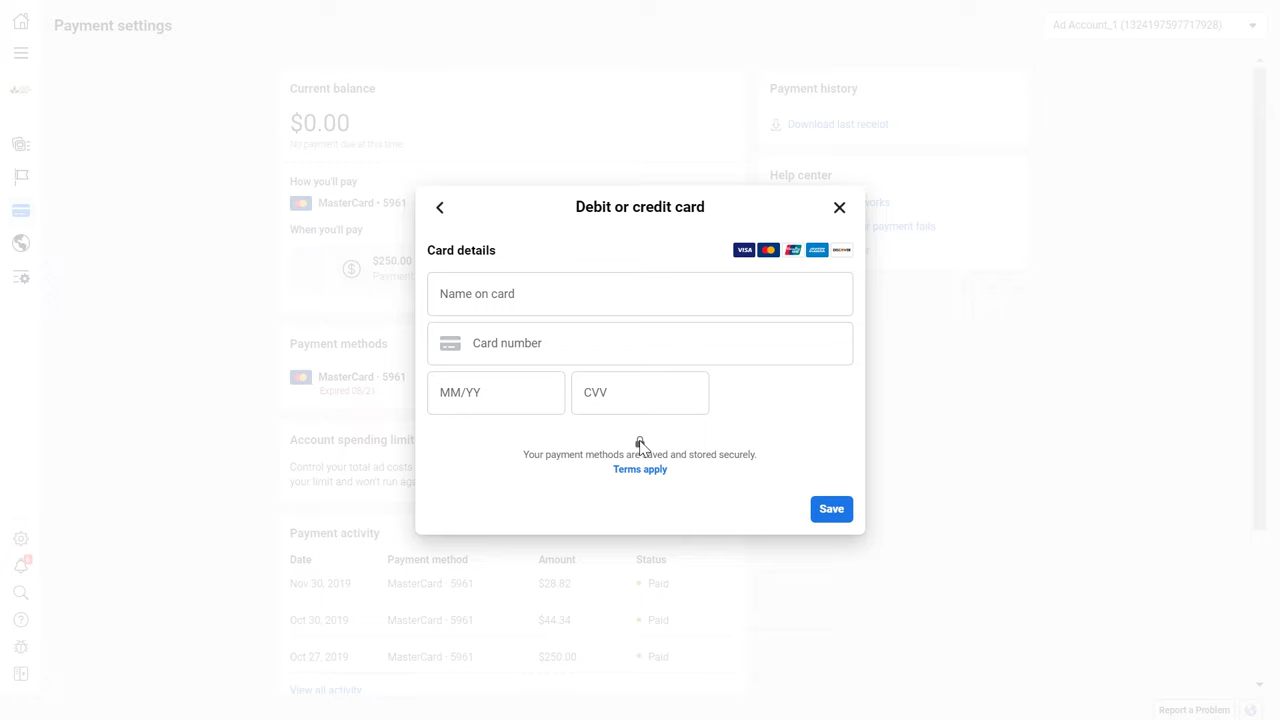 Payment settings
Ad Account_1 (1324197597717928)
Current balance
$0.00
No payment due at this time.
How you'll pay
MasterCard • 5961
When you'll pay
$250.00
Payment
Payment methods
MasterCard · 5961
Account spending limit
Control your total ad costs
your limit and won't run
Payment activity
Date Payment method Amount Status
Nov 30, 2019 MasterCard · 5961 $28.82 Paid
Oct 30, 2019 MasterCard · 5961 $44.34 Paid
Oct 27, 2019 MasterCard · 5961 $250.00 Paid
View all activity
Payment history
Download last receipt
Help center
payment fails
Debit or credit card
Card details
VISA
DISCOVER
Name on card
Card number
MM/YY CVV
Your payment methods are saved and stored securely.
Terms apply
Save
Report a Problem